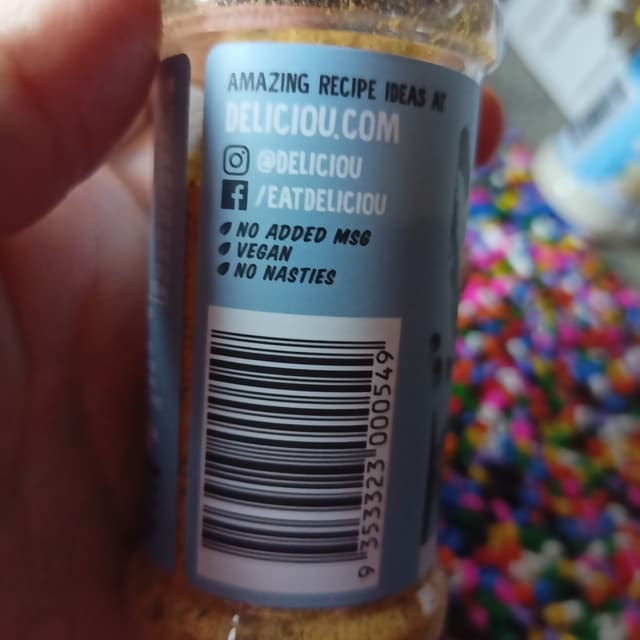 AMAZING RECIPE IDEAS AT
DELICIOU.COM
@DELICIOU
/EATDELICIOU
NO ADDED MSG
VEGAN
NO NASTIES
9 353323 000549